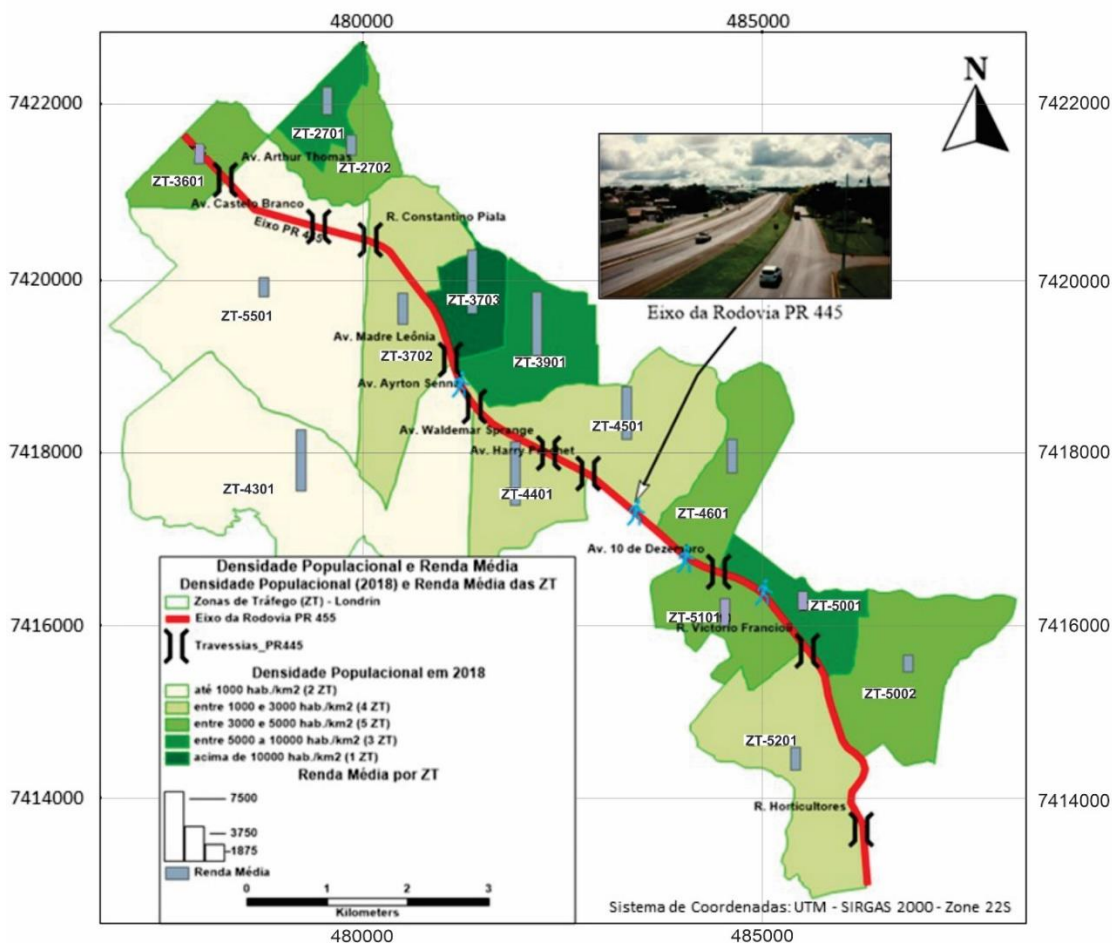 480000
485000
7422000
7422000
N
ZT-2701
Av. Arthur Thomas
ZT-2702
ZT-3601
Av. Castelo Branco
R. Constantino Piala
Eixo PR 445
7420000
7420000
ZT-3703
ZT-5501
Eixo da Rodovia PR 445
Av. Madre Leônia
ZT-3702
ZT-3901
Av. Ayrton Senna
ZT-4501
Av. Waldemar Sprange
7418000
7418000
Av. Harry
ZT-4301
ZT-4401
ZT-4601
Av. 10 de Dezembro
Densidade Populacional e Renda Média
Densidade Populacional (2018) e Renda Média das ZT
Zonas de Tráfego (ZT) - Londrin
Eixo da Rodovia PR 455
Travessias_PR445
ZT-5101
ZT-5001
R. Victório Francioli
7416000
7416000
Densidade Populacional em 2018
até 1000 hab./km2 (2 ZT)
entre 1000 e 3000 hab./km2 (4 ZT)
entre 3000 e 5000 hab./km2 (5 ZT)
entre 5000 a 10000 hab./km2 (3 ZT)
acima de 10000 hab./km2 (1 ZT)
ZT-5002
ZT-5201
Renda Média por ZT
7500
3750
1875
Renda Média
R. Horticultores
7414000
7414000
0 1 2 3
Kilometers
Sistema de Coordenadas: UTM - SIRGAS 2000 - Zone 22S
480000
485000